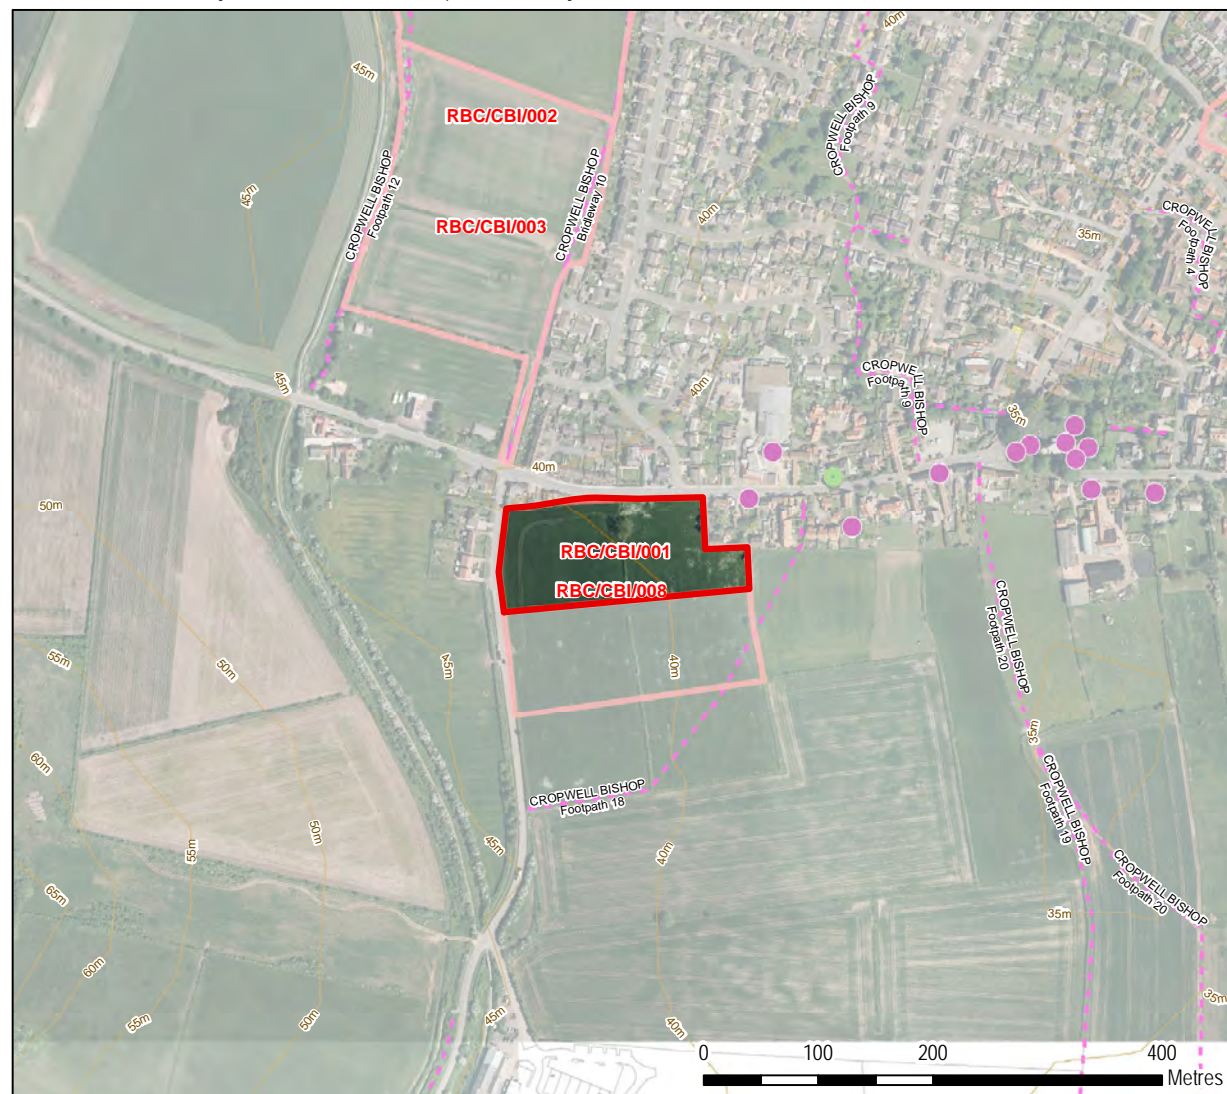 40m
45m
RBC/CBI/002
CROPWELL BISHOP
Footpath 9
CROPWELL BISHOP
Footpath 12
CROPWELL BISHOP
Bridleway 10
45m
40m
CROPWELL BISHOP
Footpath 4
RBC/CBI/003
35m
45m
40m
CROPWELL BISHOP
Footpath 9
35m
40m
50m
RBC/CBI/001
RBC/CBI/008
CROPWELL BISHOP
Footpath 20
55m
50m
45m
40m
35m
60m
CROPWELL BISHOP
Footpath 18
CROPWELL BISHOP
Footpath 19
50m
55m
45m
40m
CROPWELL BISHOP
Footpath 20
65m
35m
60m
55m
50m
45m
40m
35m
0 100 200 400
Metres